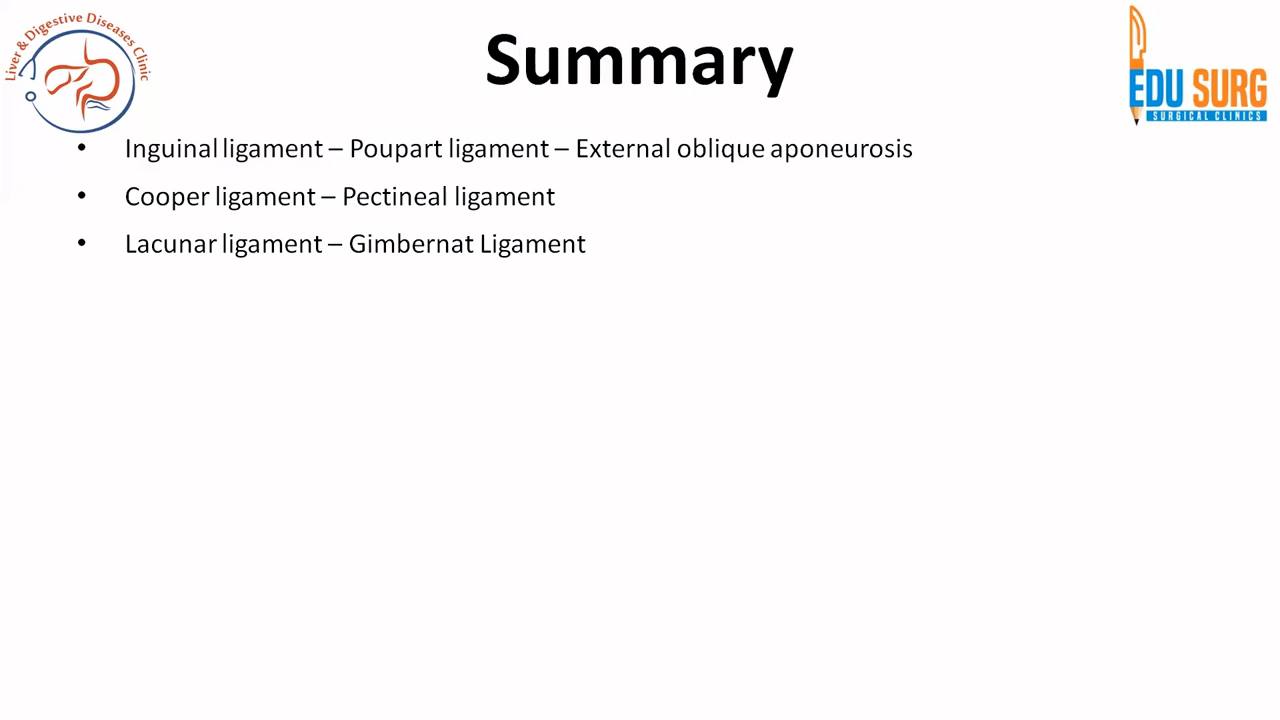 Liver & Digestive Diseases Clinic
Summary
EDU SURG
SURGICAL CLINICS
• Inguinal ligament – Poupart ligament – External oblique aponeurosis
• Cooper ligament – Pectineal ligament
• Lacunar ligament – Gimbernat Ligament